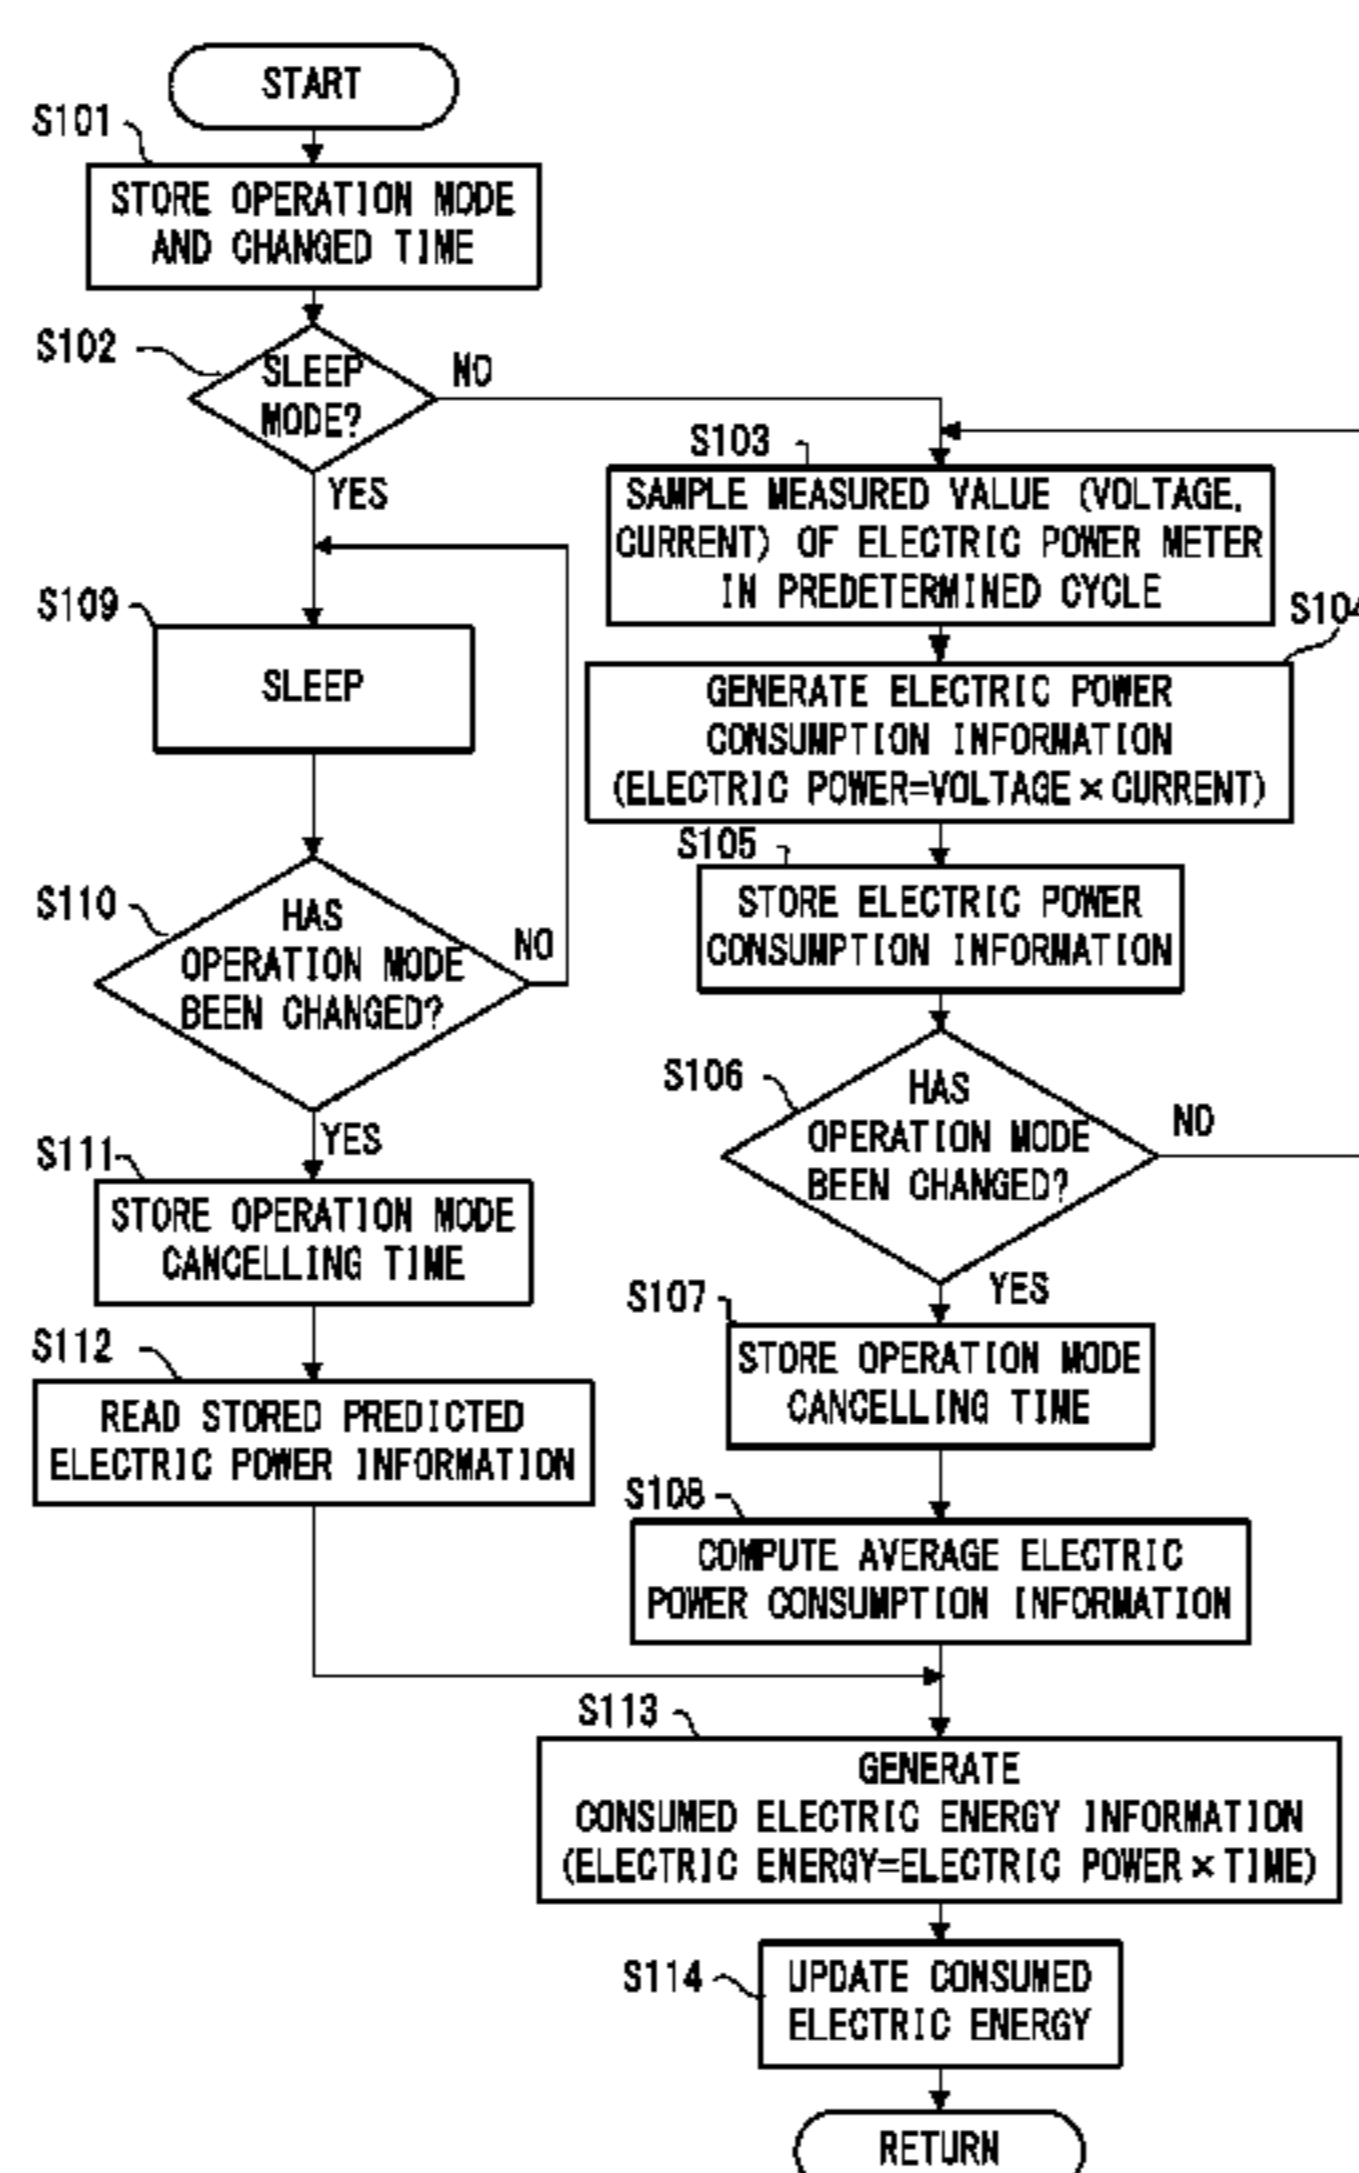 START
S101
STORE OPERATION MODE
AND CHANGED TIME
S102
SLEEP
MODE?
NO
YES
S103
SAMPLE MEASURED VALUE (VOLTAGE,
CURRENT) OF ELECTRIC POWER METER
IN PREDETERMINED CYCLE
S104
GENERATE ELECTRIC POWER
CONSUMPTION INFORMATION
(ELECTRIC POWER=VOLTAGE×CURRENT)
S105
STORE ELECTRIC POWER
CONSUMPTION INFORMATION
S106
HAS
OPERATION MODE
BEEN CHANGED?
NO
YES
S107
STORE OPERATION MODE
CANCELLING TIME
S108
COMPUTE AVERAGE ELECTRIC
POWER CONSUMPTION INFORMATION
S109
SLEEP
S110
HAS
OPERATION MODE
BEEN CHANGED?
NO
YES
S111
STORE OPERATION MODE
CANCELLING TIME
S112
READ STORED PREDICTED
ELECTRIC POWER INFORMATION
S113
GENERATE
CONSUMED ELECTRIC ENERGY INFORMATION
(ELECTRIC ENERGY=ELECTRIC POWER×TIME)
S114
UPDATE CONSUMED
ELECTRIC ENERGY
RETURN